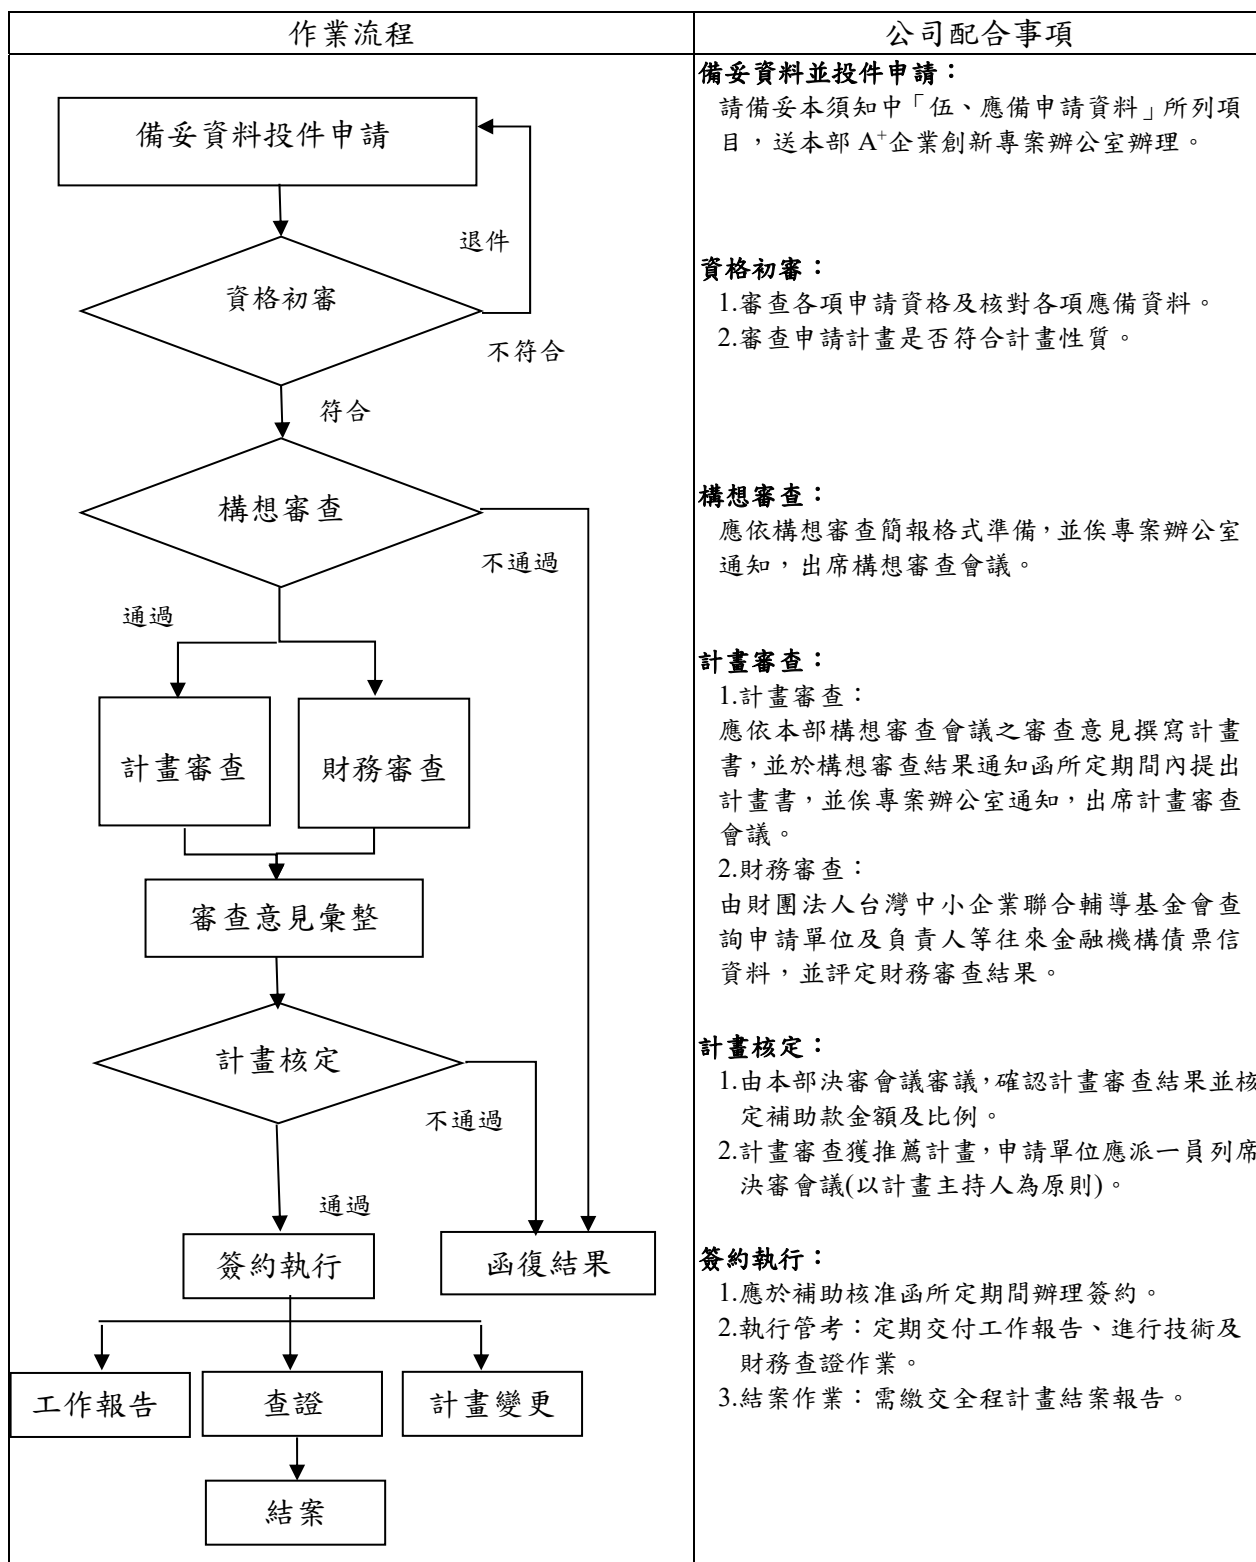 作業流程
公司配合事項
備妥資料投件申請
退件
資格初審
不符合
符合
構想審查
不通過
通過
計畫審查
財務審查
審查意見彙整
計畫核定
不通過
通過
簽約執行
函復結果
工作報告
查證
計畫變更
結案
備妥資料並投件申請：
請備妥本須知中「伍、應備申請資料」所列項
目，送本部 A+企業創新專案辦公室辦理。
資格初審：
1.審查各項申請資格及核對各項應備資料。
2.審查申請計畫是否符合計畫性質。
構想審查：
應依構想審查簡報格式準備，並俟專案辦公室
通知，出席構想審查會議。
計畫審查：
1.計畫審查：
應依本部構想審查會議之審查意見撰寫計畫
書，並於構想審查結果通知函所定期間內提出
計畫書，並俟專案辦公室通知，出席計畫審查
會議。
2.財務審查：
由財團法人台灣中小企業聯合輔導基金會查
詢申請單位及負責人等往來金融機構債票信
資料，並評定財務審查結果。
計畫核定：
1.由本部決審會議審議，確認計畫審查結果並核
定補助款金額及比例。
2.計畫審查獲推薦計畫，申請單位應派一員列席
決審會議(以計畫主持人為原則)。
簽約執行：
1.應於補助核准函所定期間辦理簽約。
2.執行管考：定期交付工作報告、進行技術及
財務查證作業。
3.結案作業：需繳交全程計畫結案報告。